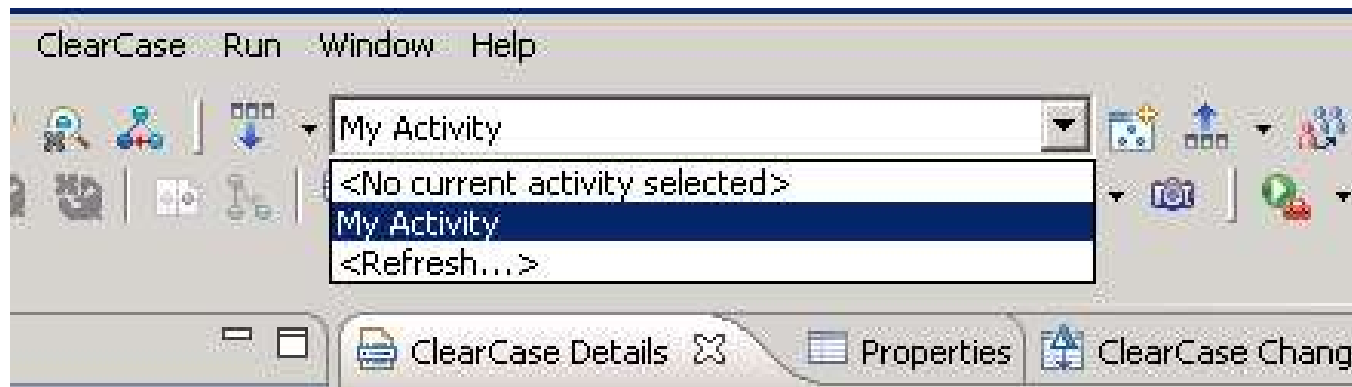 ClearCase Run Window Help
My Activity
<No current activity selected>
My Activity
<Refresh...>
ClearCase Details Properties ClearCase Chang